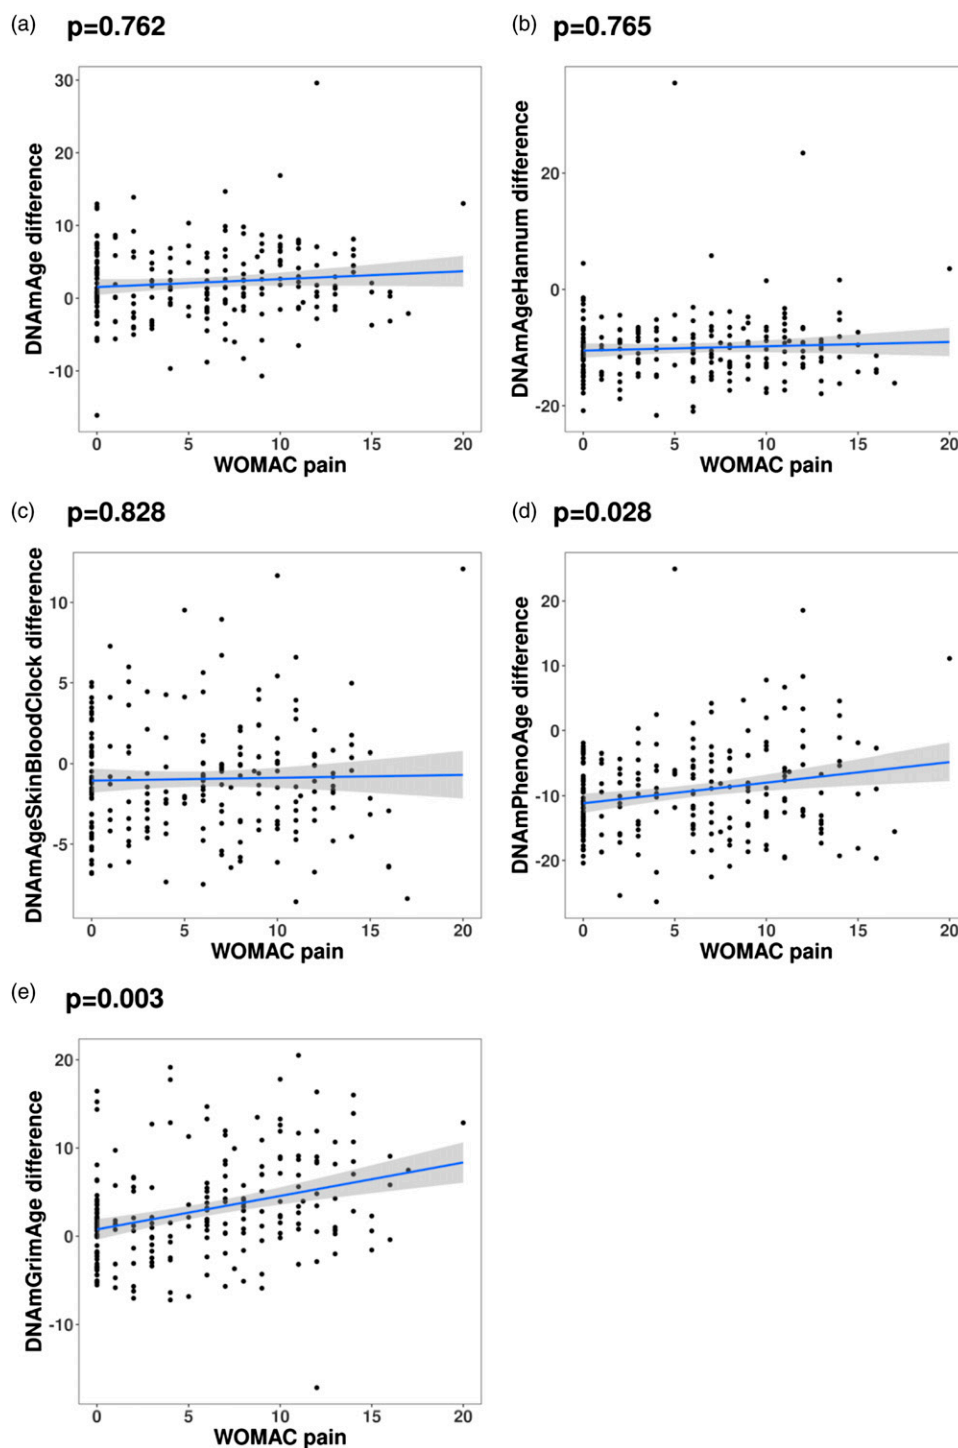 (a) p=0.762
30
20
10
0
-10
DNAmAge difference
0 5 10 15 20
WOMAC pain
(b) p=0.765
20
0
-20
DNAmAgeHannum difference
0 5 10 15 20
WOMAC pain
(c) p=0.828
10
5
0
-5
DNAmAgeSkinBloodClock difference
0 5 10 15 20
WOMAC pain
(d) p=0.028
20
10
0
-10
-20
DNAmPhenoAge difference
0 5 10 15 20
WOMAC pain
(e) p=0.003
20
10
0
-10
DNAmGrimAge difference
0 5 10 15 20
WOMAC pain